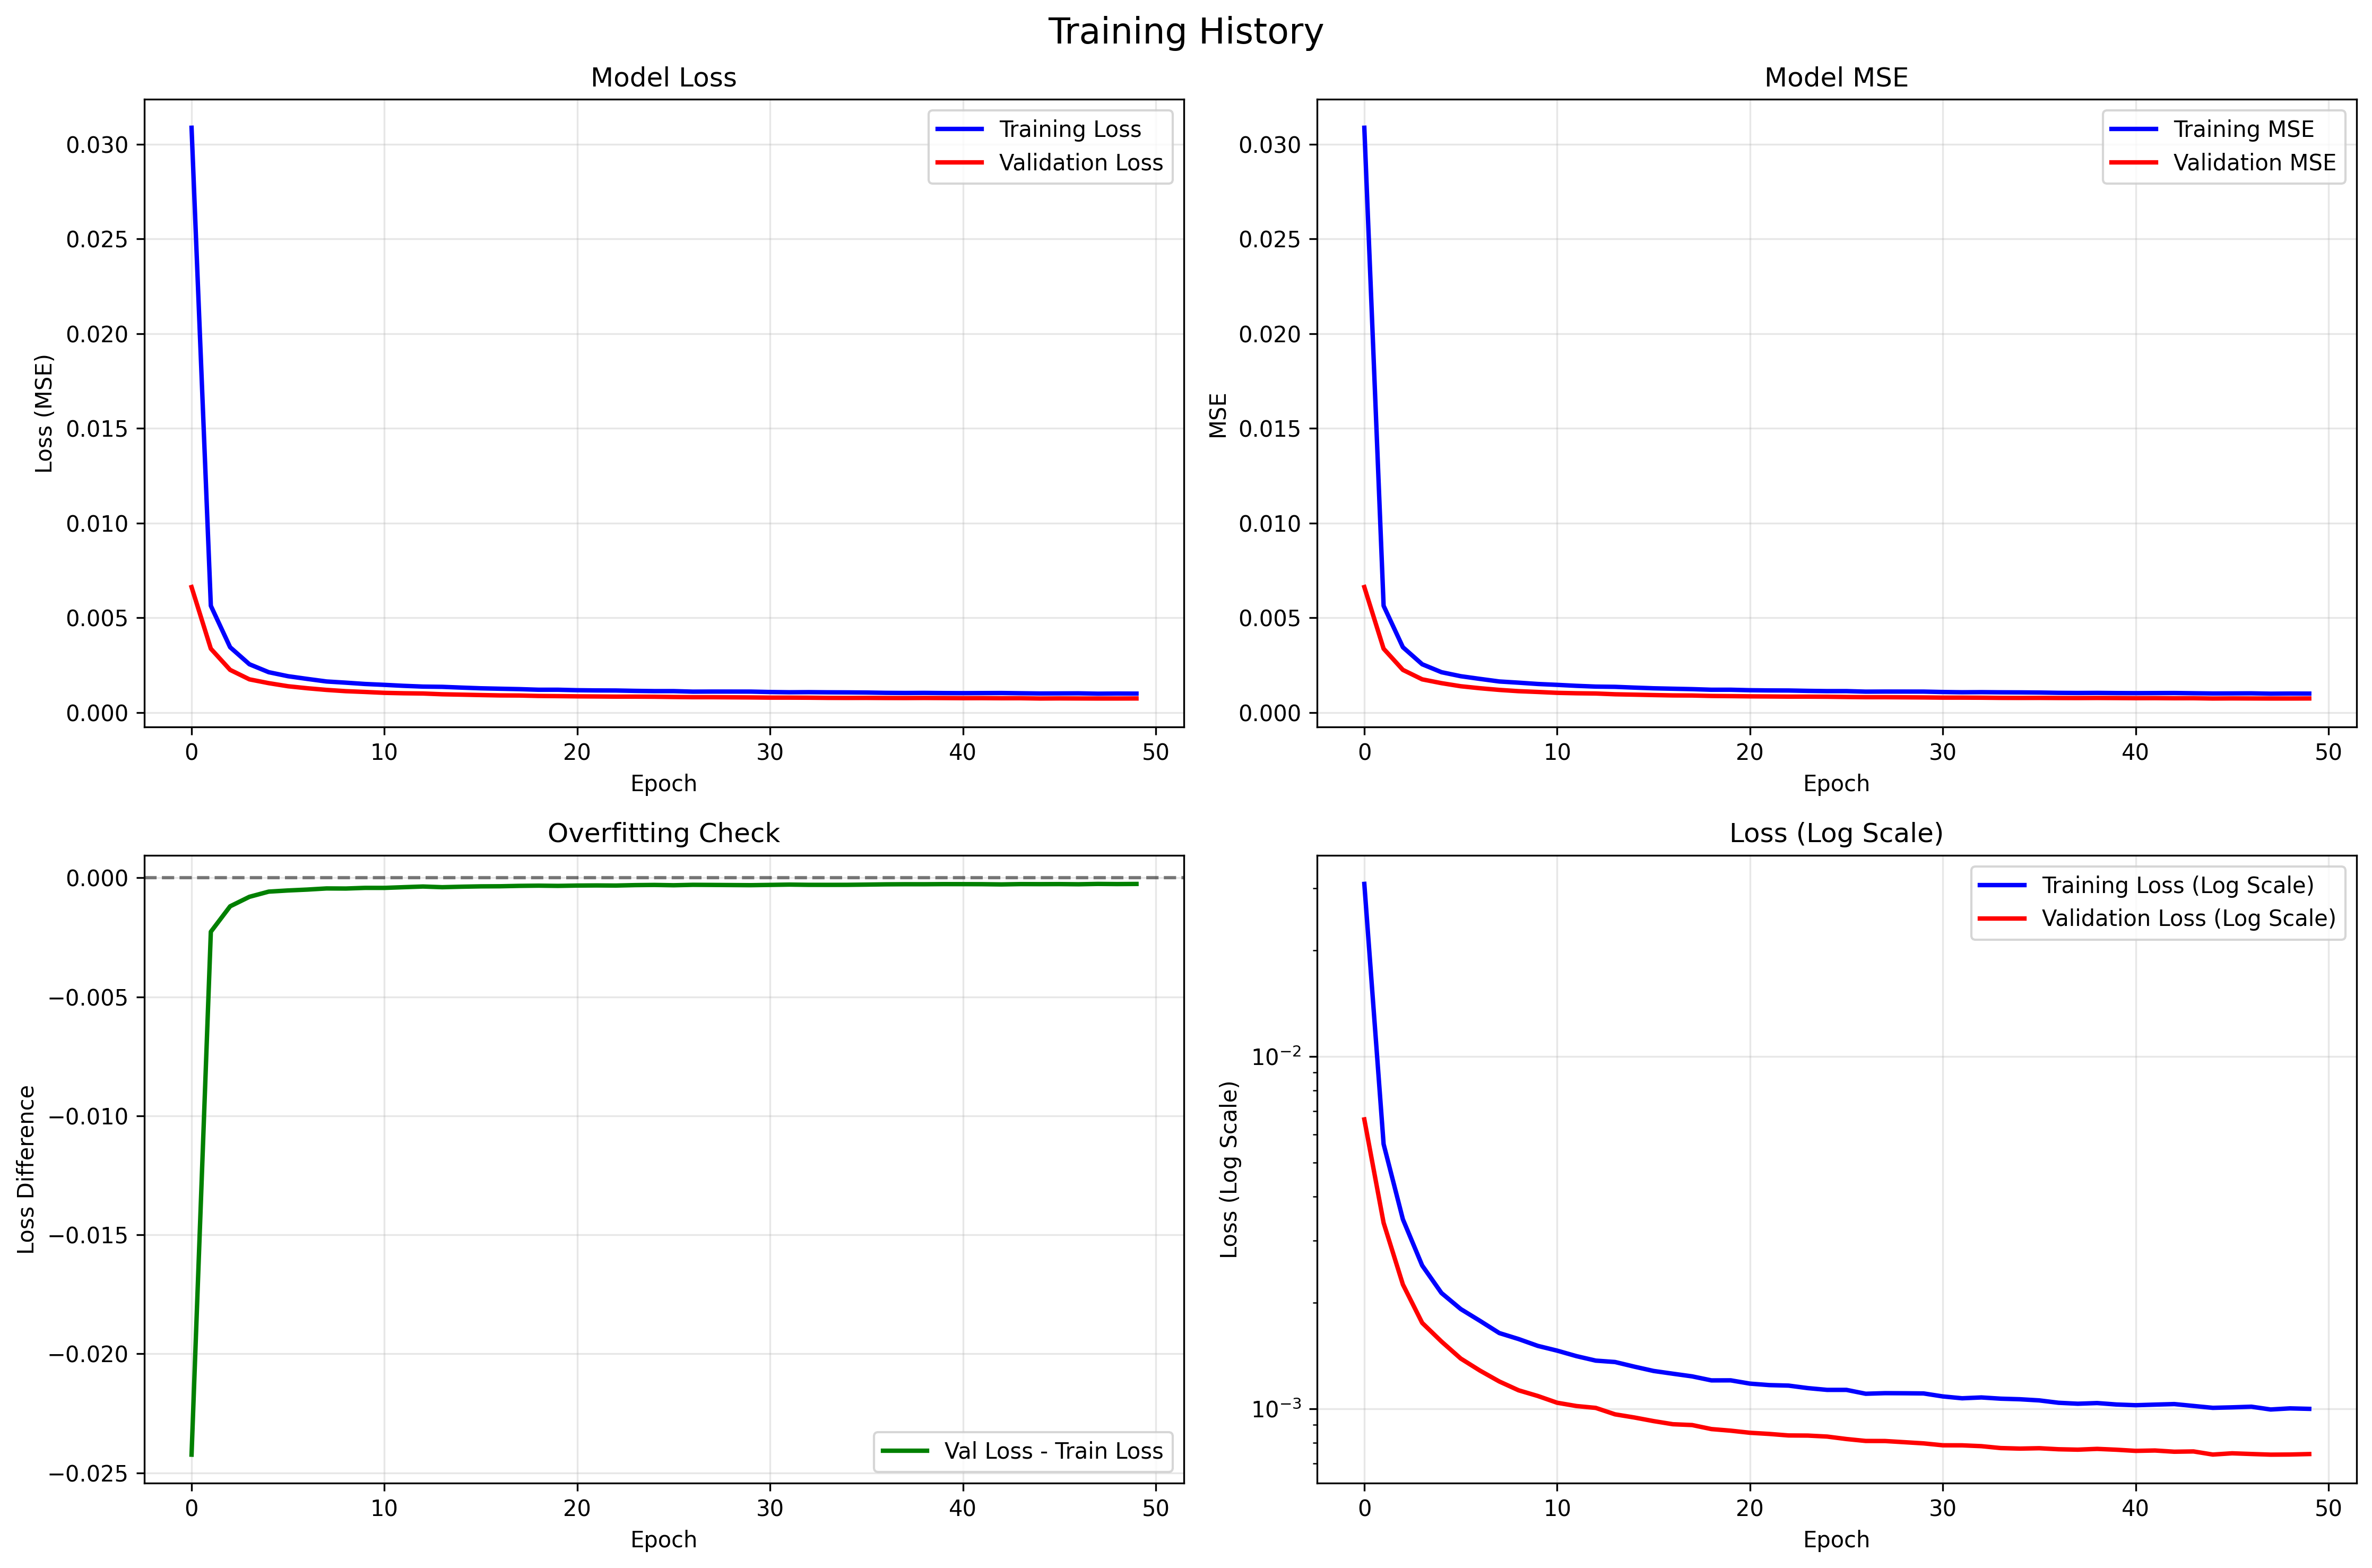 Training History
Model Loss
Loss (MSE)
0.030
0.025
0.020
0.015
0.010
0.005
0.000
Training Loss
Validation Loss
0 10 20 30 40 50
Epoch
Model MSE
MSE
0.030
0.025
0.020
0.015
0.010
0.005
0.000
Training MSE
Validation MSE
0 10 20 30 40 50
Epoch
Overfitting Check
Loss Difference
0.000
−0.005
−0.010
−0.015
−0.020
−0.025
Val Loss - Train Loss
0 10 20 30 40 50
Epoch
Loss (Log Scale)
Loss (Log Scale)
10⁻²
10⁻³
Training Loss (Log Scale)
Validation Loss (Log Scale)
0 10 20 30 40 50
Epoch